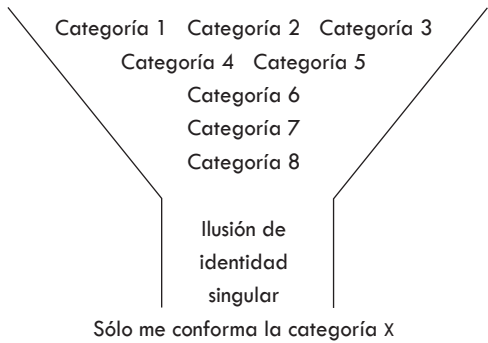 Categoría 1 Categoría 2 Categoría 3
Categoría 4 Categoría 5
Categoría 6
Categoría 7
Categoría 8
Ilusión de
identidad
singular
Sólo me conforma la categoría X